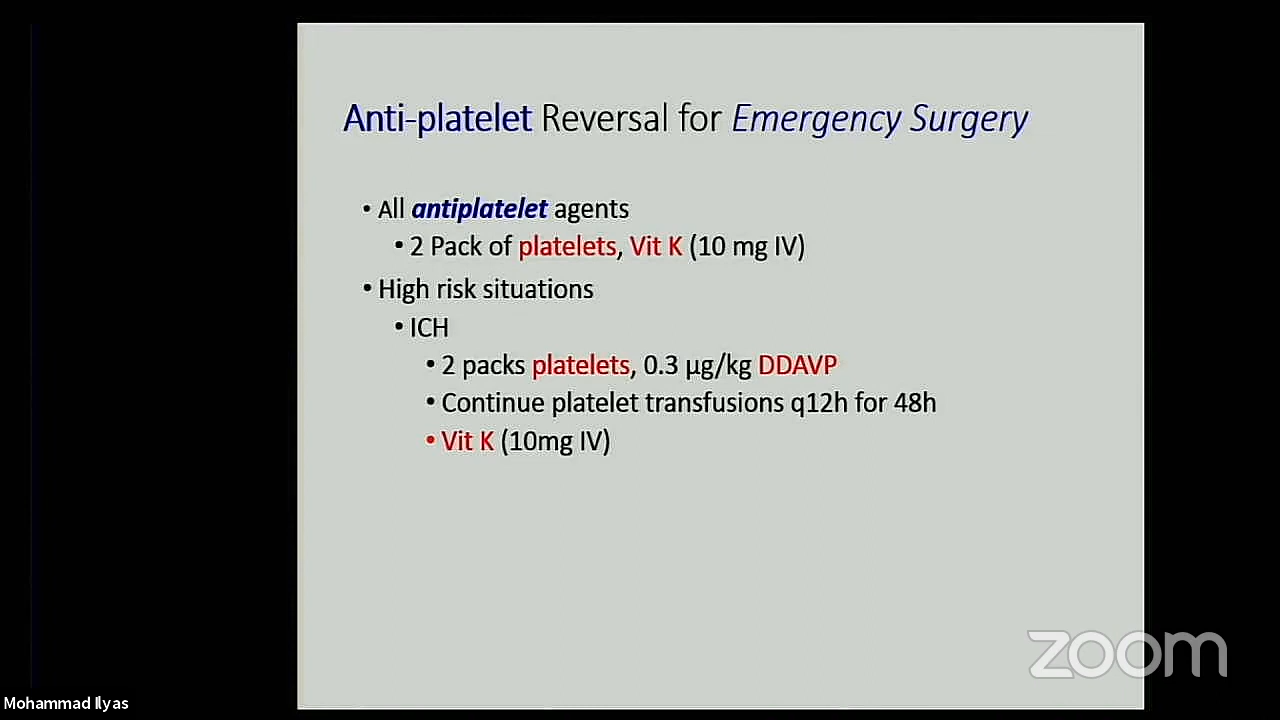 Anti-platelet Reversal for Emergency Surgery
• All antiplatelet agents
• 2 Pack of platelets, Vit K (10 mg IV)
• High risk situations
• ICH
• 2 packs platelets, 0.3 µg/kg DDAVP
• Continue platelet transfusions q12h for 48h
• Vit K (10mg IV)
zoom
Mohammad Ilyas